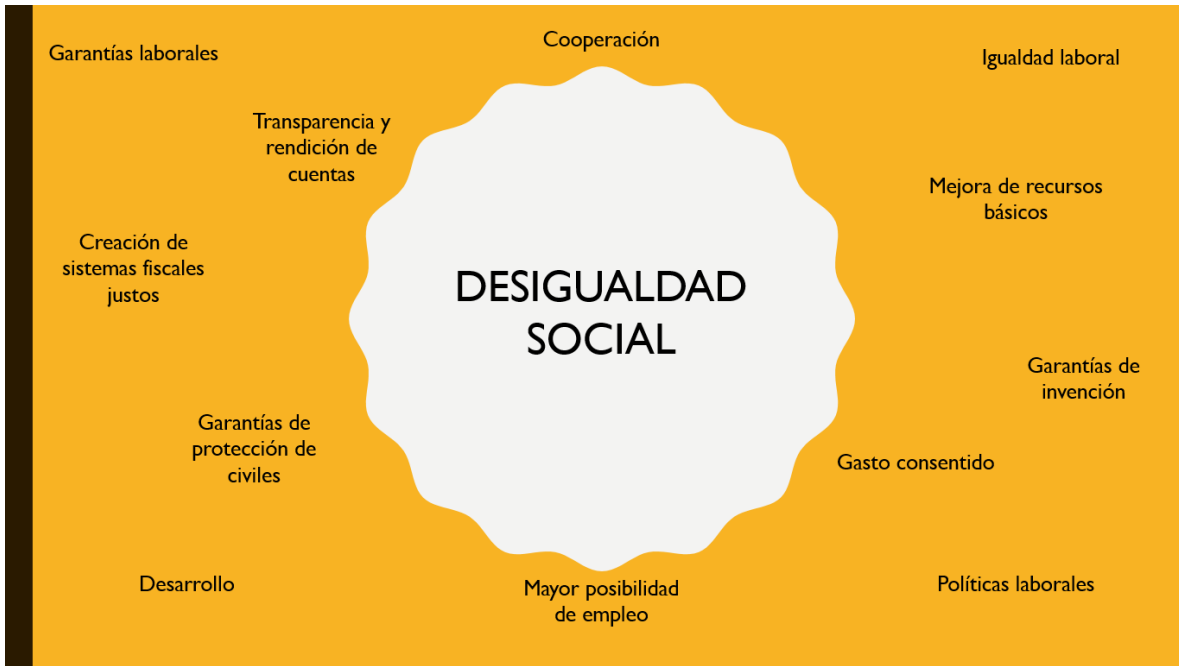 Garantías laborales
Cooperación
Igualdad laboral
Transparencia y
rendición de
cuentas
Mejora de recursos
básicos
Creación de
sistemas fiscales
justos
DESIGUALDAD
SOCIAL
Garantías de
invención
Garantías de
protección de
civiles
Gasto consentido
Desarrollo
Mayor posibilidad
de empleo
Políticas laborales